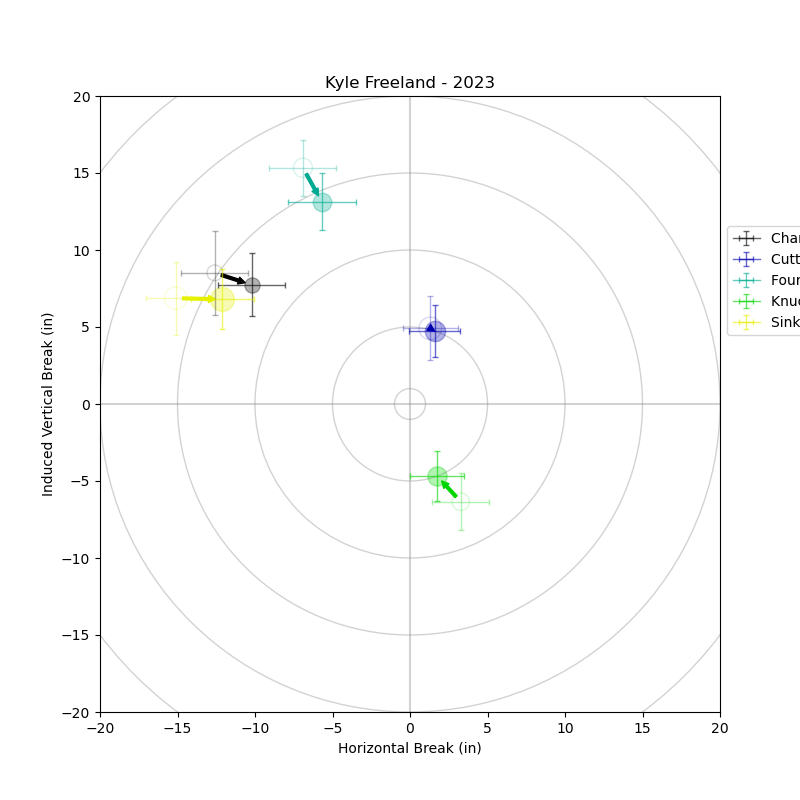 Kyle Freeland - 2023
20
15
10
5
0
−5
−10
−15
−20
Induced Vertical Break (in)
−20 −15 −10 −5 0 5 10 15 20
Horizontal Break (in)
Char
Cutt
Four
Knuc
Sink